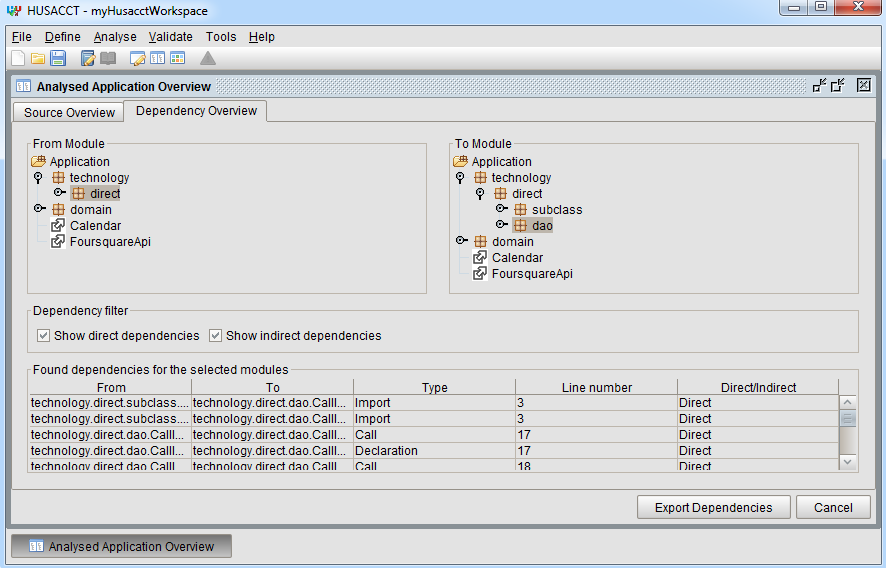 HUSACCT - myHusacctWorkspace
File Define Analyse Validate Tools Help
Analysed Application Overview
Source Overview Dependency Overview
From Module
Application
technology
direct
domain
Calendar
FoursquareApi
To Module
Application
technology
direct
subclass
dao
domain
Calendar
FoursquareApi
Dependency filter
Show direct dependencies Show indirect dependencies
Found dependencies for the selected modules
From To Type Line number Direct/Indirect
technology.direct.subclass.... technology.direct.dao.CallI... Import 3 Direct
technology.direct.subclass.... technology.direct.dao.CallI... Import 3 Direct
technology.direct.dao.CallI... technology.direct.dao.CallI... Call 17 Direct
technology.direct.dao.CallI... technology.direct.dao.CallI... Declaration 17 Direct
technology.direct.dao.CallI... technology.direct.dao.CallI... Call 18 Direct
Export Dependencies Cancel
Analysed Application Overview